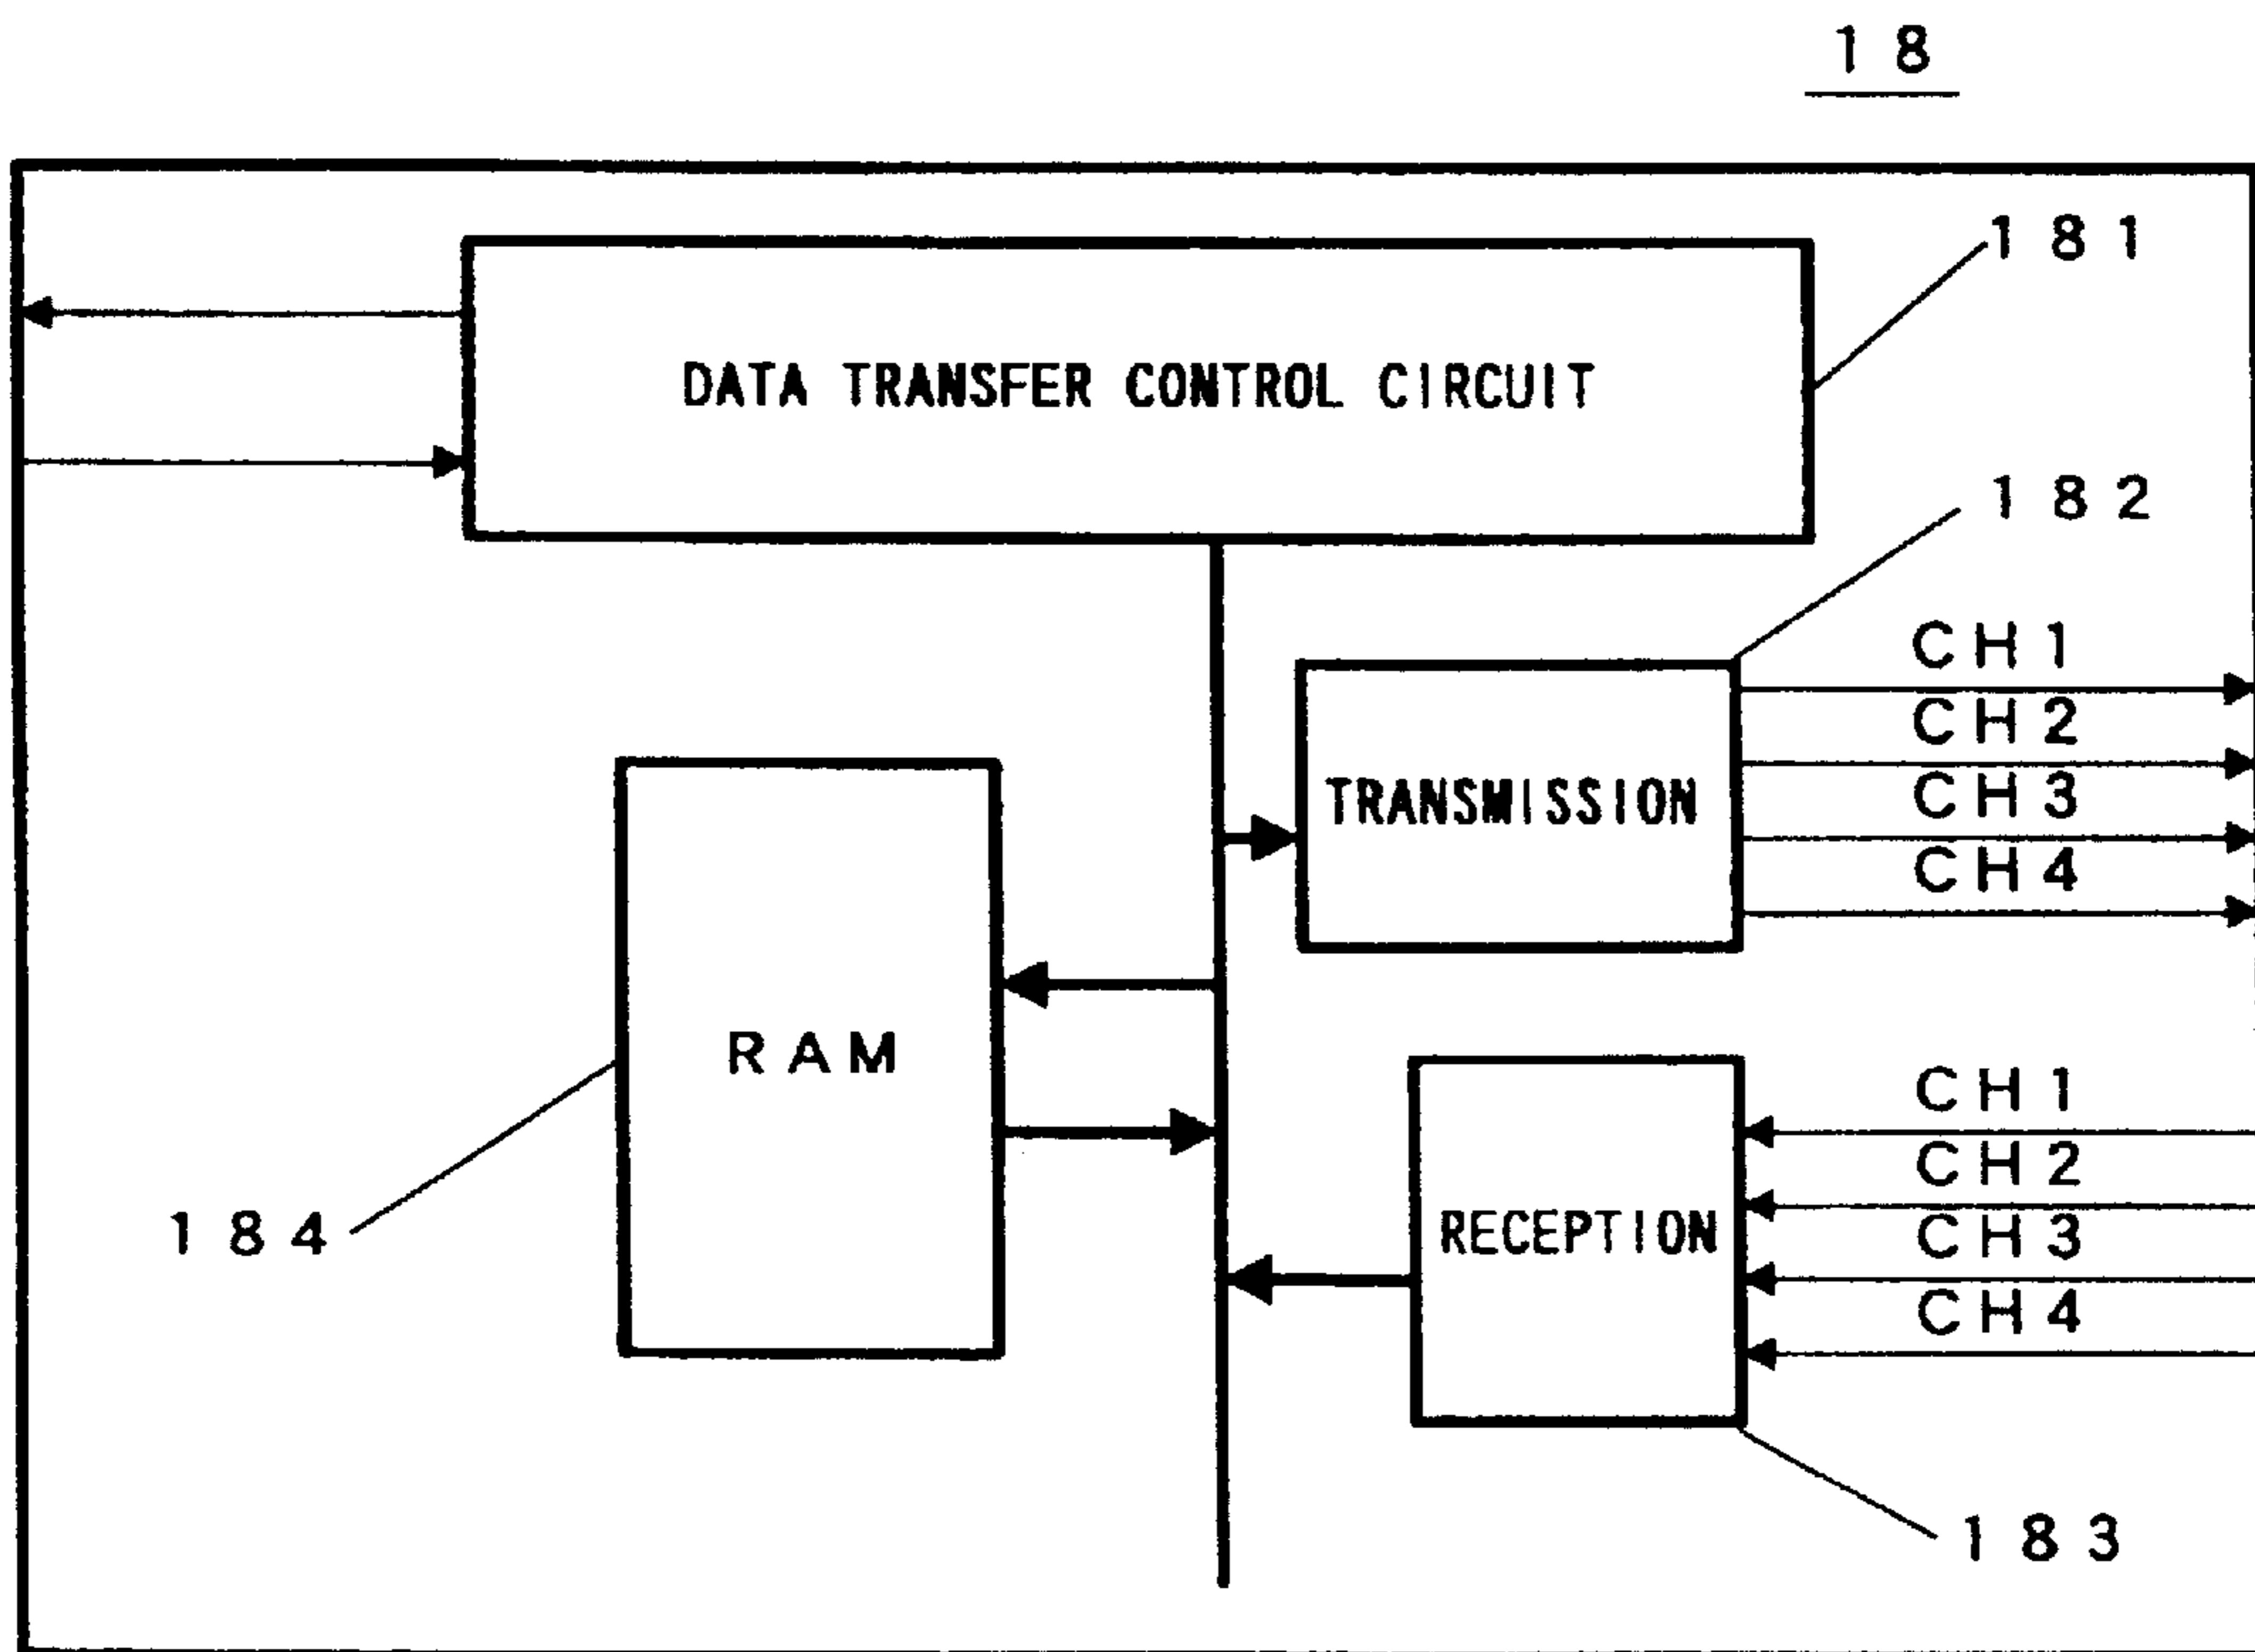 18
181
DATA TRANSFER CONTROL CIRCUIT
182
CH1
CH2
TRANSMISSION
CH3
CH4
RAM
CH1
CH2
184
RECEPTION
CH3
CH4
183